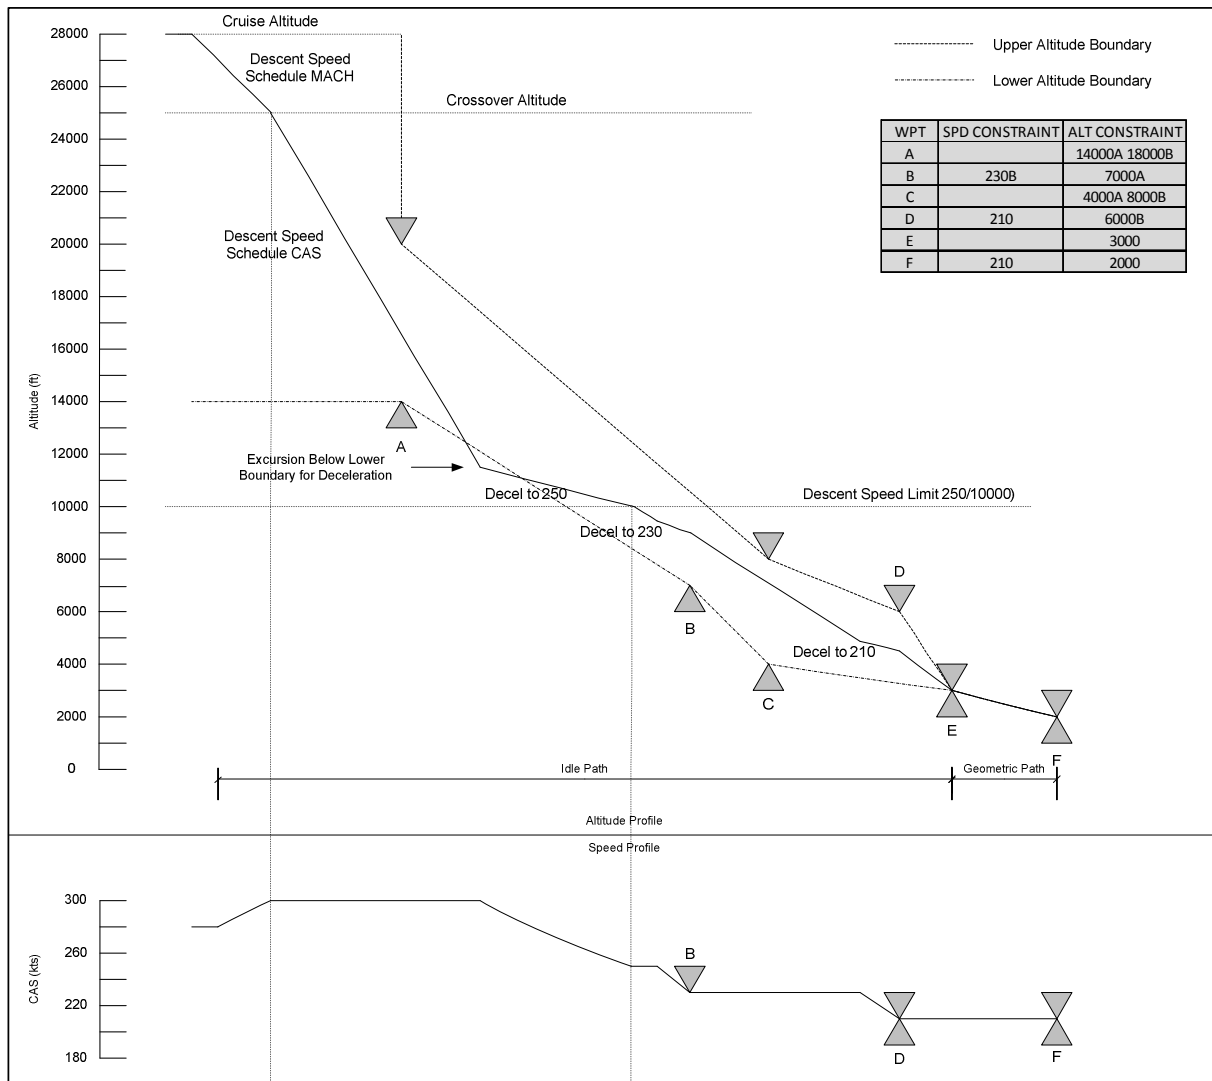 Cruise Altitude
28000
Descent Speed
Schedule MACH
Upper Altitude Boundary
Lower Altitude Boundary
26000
Crossover Altitude
24000
WPT SPD CONSTRAINT ALT CONSTRAINT
A 14000A 18000B
B 230B 7000A
C 4000A 8000B
D 210 6000B
E 3000
F 210 2000
22000
Descent Speed
Schedule CAS
20000
18000
16000
Altitude (ft)
14000
A
12000
Excursion Below Lower
Boundary for Deceleration
Decel to 250
Descent Speed Limit 250/10000)
10000
Decel to 230
8000
D
6000
B
Decel to 210
4000
C
2000
E
F
0
Idle Path
Geometric Path
Altitude Profile
Speed Profile
300
B
260
CAS (kts)
220
180
D
F